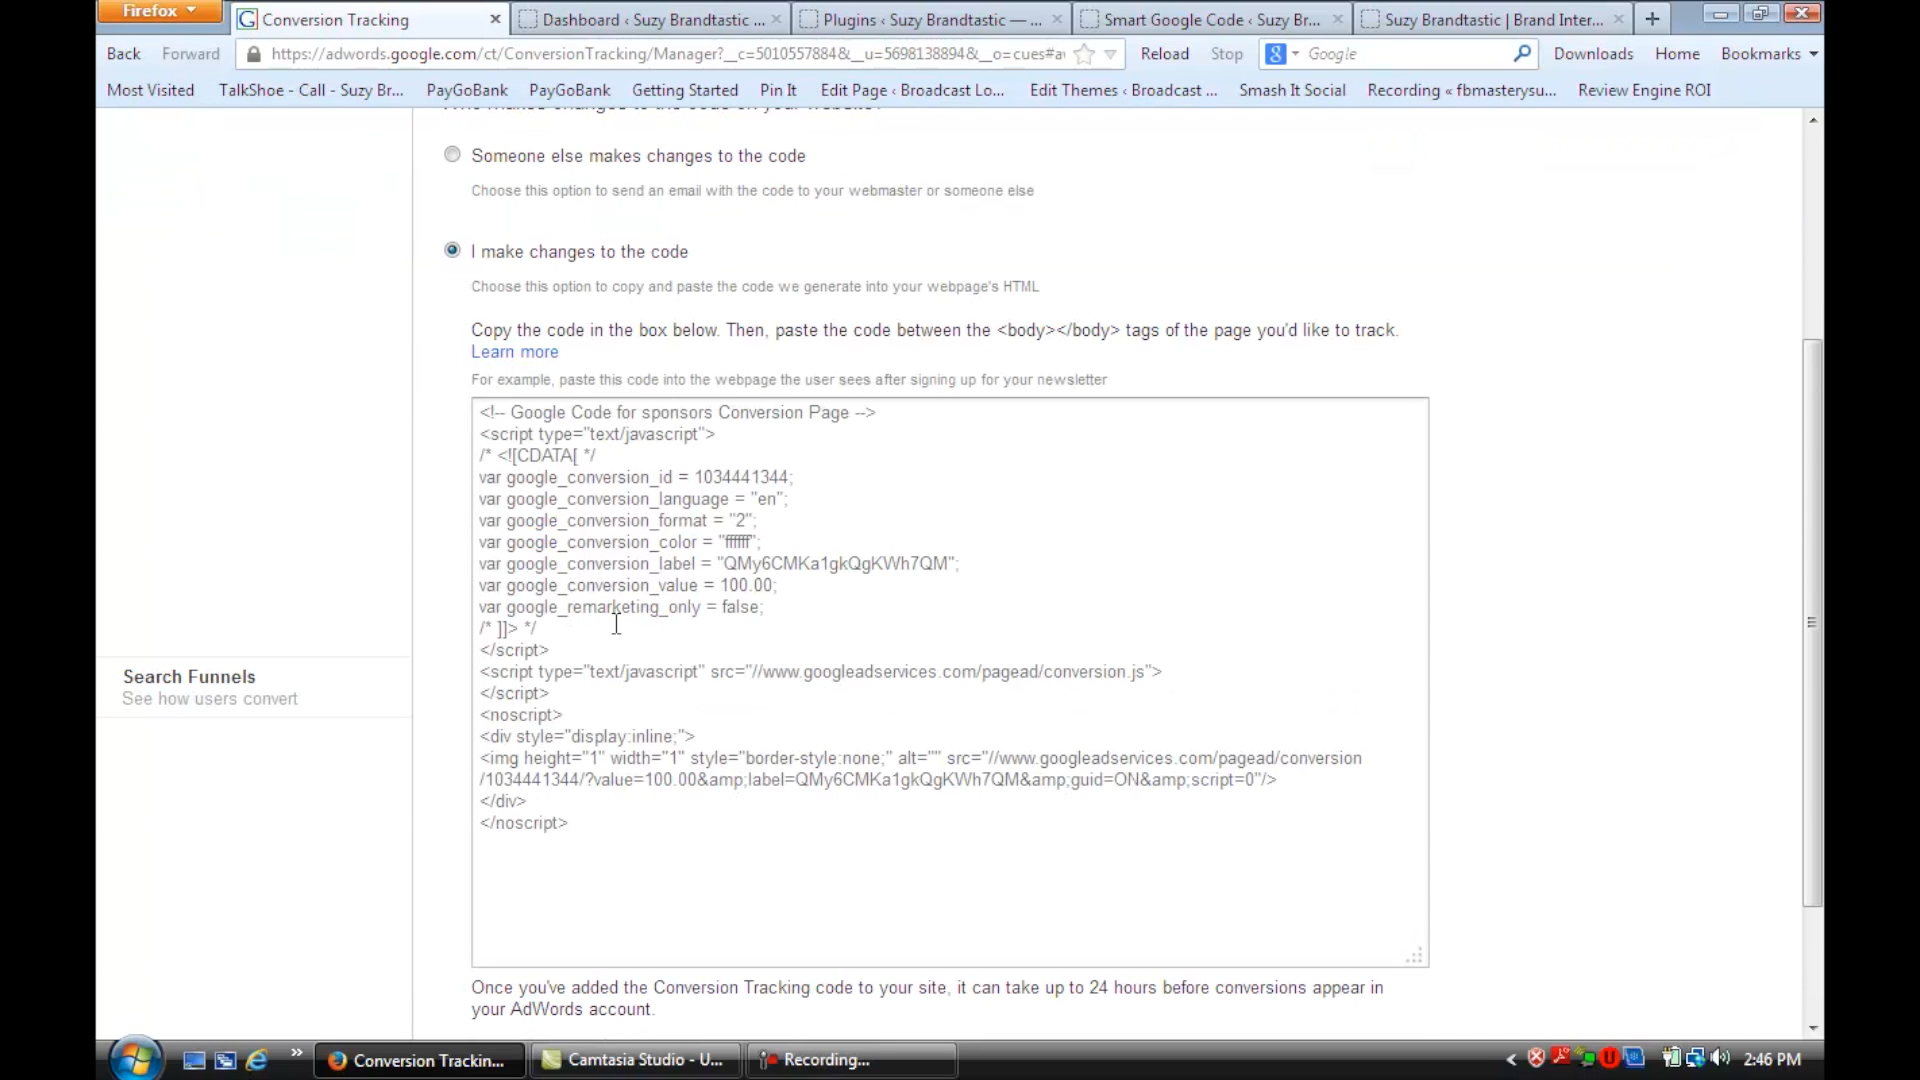 Firefox
Conversion Tracking
Dashboard ‹ Suzy Brandtastic ...
Plugins ‹ Suzy Brandtastic — ...
Smart Google Code ‹ Suzy Br...
Suzy Brandtastic | Brand Inter...
Back
Forward
https://adwords.google.com/ct/ConversionTracking/Manager?__c=5010557884&__u=5698138894&__o=cues#a
Reload
Stop
Google
Downloads
Home
Bookmarks
Most Visited
TalkShoe - Call - Suzy Br...
PayGoBank
PayGoBank
Getting Started
Pin It
Edit Page ‹ Broadcast Lo...
Edit Themes ‹ Broadcast ...
Smash It Social
Recording « fbmasterysu...
Review Engine ROI
Who makes changes to the code on your website?
Someone else makes changes to the code
Choose this option to send an email with the code to your webmaster or someone else
I make changes to the code
Choose this option to copy and paste the code we generate into your webpage's HTML
Copy the code in the box below. Then, paste the code between the <body></body> tags of the page you'd like to track.
Learn more
For example, paste this code into the webpage the user sees after signing up for your newsletter
<!-- Google Code for sponsors Conversion Page -->
<script type="text/javascript">
/* <![CDATA[ */
var google_conversion_id = 1034441344;
var google_conversion_language = "en";
var google_conversion_format = "2";
var google_conversion_color = "ffffff";
var google_conversion_label = "QMy6CMKa1gkQgKWh7QM";
var google_conversion_value = 100.00;
var google_remarketing_only = false;
/* ]]> */
</script>
<script type="text/javascript" src="//www.googleadservices.com/pagead/conversion.js">
</script>
<noscript>
<div style="display:inline;">
<img height="1" width="1" style="border-style:none;" alt="" src="//www.googleadservices.com/pagead/conversion
/1034441344/?value=100.00&amp;label=QMy6CMKa1gkQgKWh7QM&amp;guid=ON&amp;script=0"/>
</div>
</noscript>
Search Funnels
See how users convert
Once you've added the Conversion Tracking code to your site, it can take up to 24 hours before conversions appear in
your AdWords account.
Conversion Trackin...
Camtasia Studio - U...
Recording...
2:46 PM